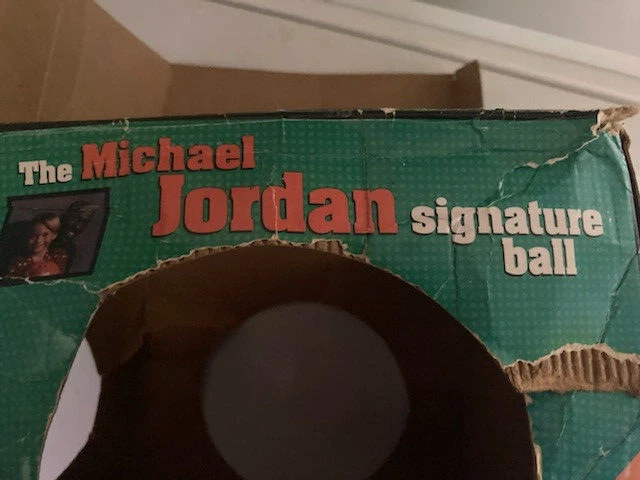 The Michael
Jordan signature
ball